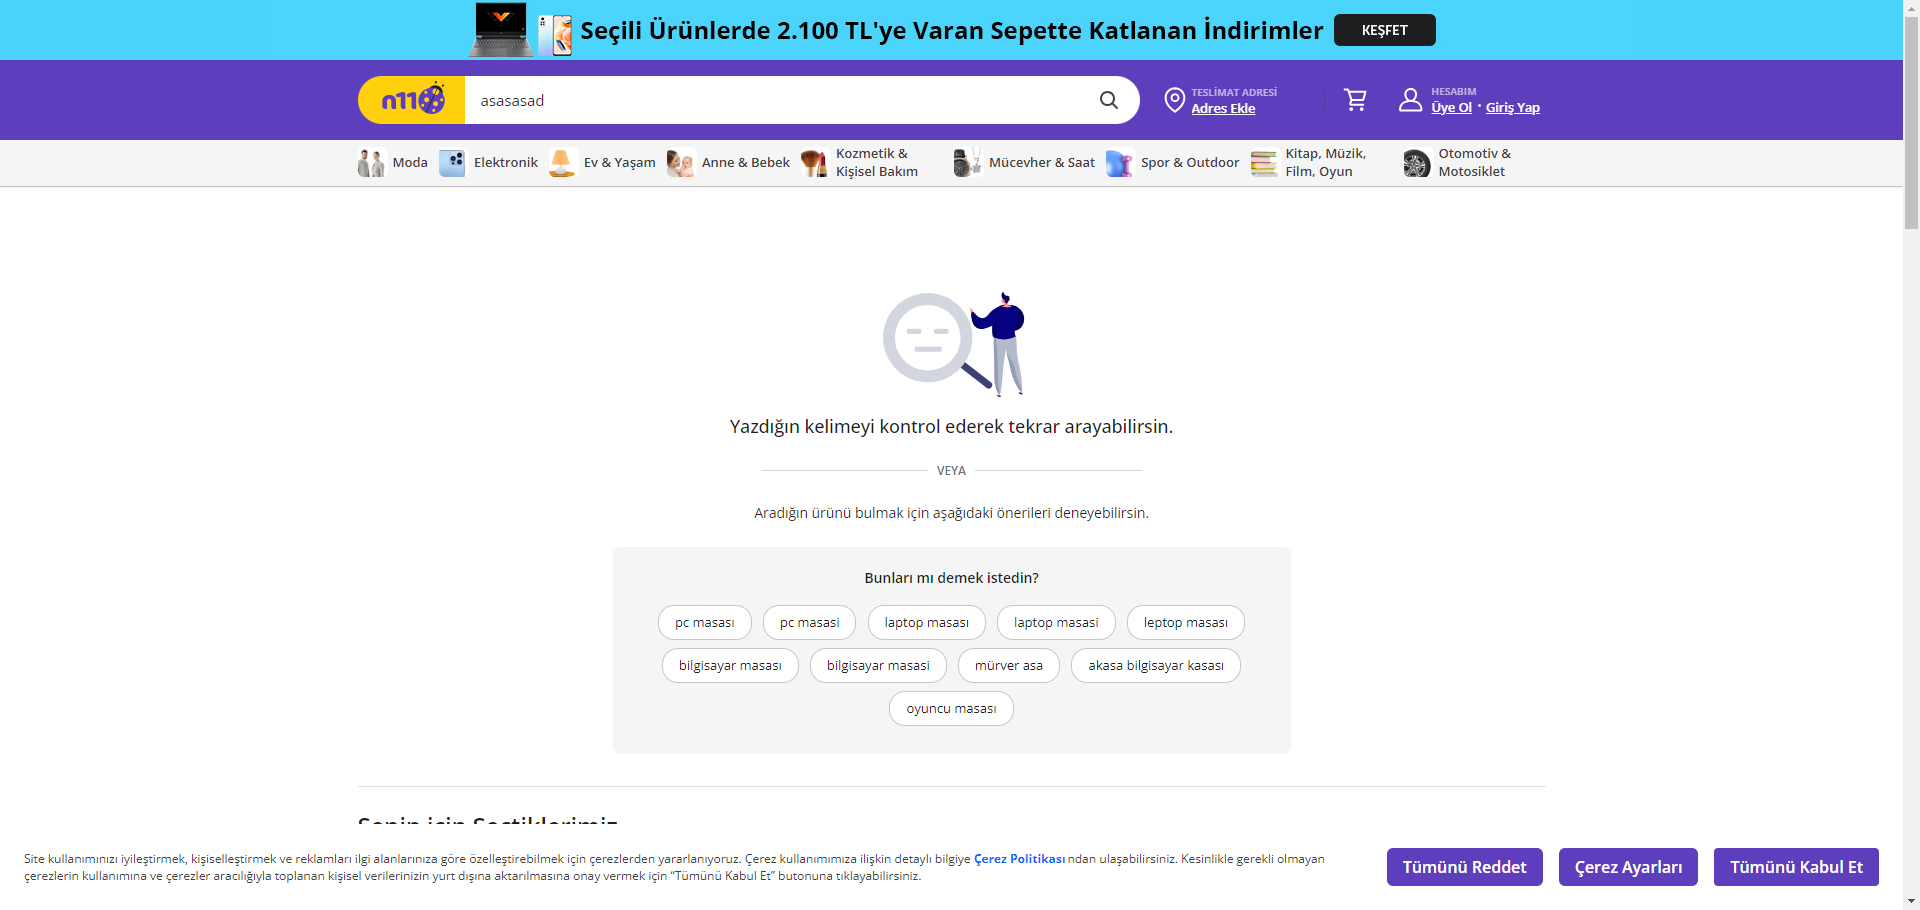 Seçili Ürünlerde 2.100 TL'ye Varan Sepette Katlanan İndirimler
KEŞFET
n11
asasasad
TESLİMAT ADRESİ
Adres Ekle
HESABIM
Üye Ol · Giriş Yap
Moda
Elektronik
Ev & Yaşam
Anne & Bebek
Kozmetik &
Kişisel Bakım
Mücevher & Saat
Spor & Outdoor
Kitap, Müzik,
Film, Oyun
Otomotiv &
Motosiklet
Yazdığın kelimeyi kontrol ederek tekrar arayabilirsin.
VEYA
Aradığın ürünü bulmak için aşağıdaki önerileri deneyebilirsin.
Bunları mı demek istedin?
pc masası
pc masasi
laptop masası
laptop masasi
leptop masası
bilgisayar masası
bilgisayar masasi
mürver asa
akasa bilgisayar kasası
oyuncu masası
Senin için Seçtiklerimiz
Site kullanımınızı iyileştirmek, kişiselleştirmek ve reklamları ilgi alanlarınıza göre özelleştirebilmek için çerezlerden yararlanıyoruz. Çerez kullanımımıza ilişkin detaylı bilgiye Çerez Politikası ndan ulaşabilirsiniz. Kesinlikle gerekli olmayan
çerezlerin kullanımına ve çerezler aracılığıyla toplanan kişisel verilerinizin yurt dışına aktarılmasına onay vermek için “Tümünü Kabul Et” butonuna tıklayabilirsiniz.
Tümünü Reddet
Çerez Ayarları
Tümünü Kabul Et